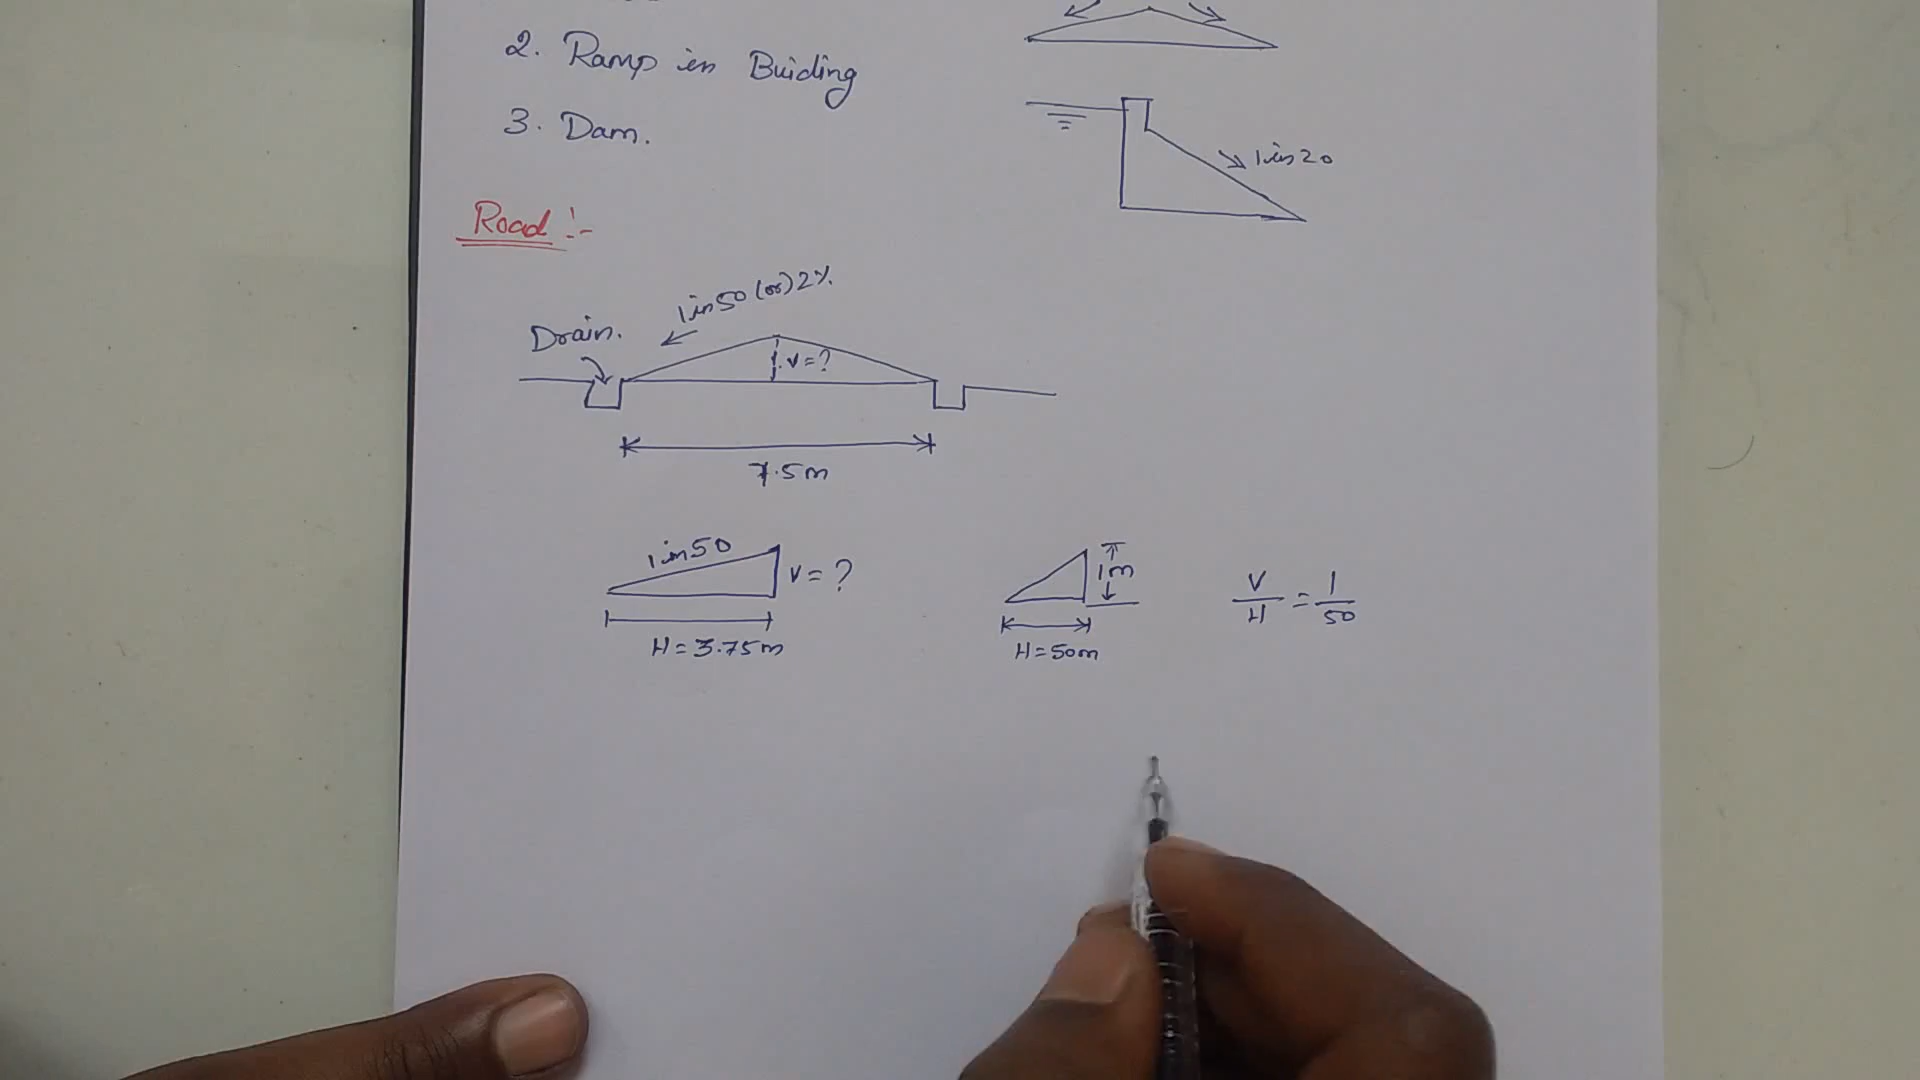 2. Ramp in Buiding
3. Dam.
1 in 20
Road :-
1 in 50 (or) 2%
Drain.
V = ?
7.5m
1 in 50
V = ?
H = 3.75m
1m
H = 50m
V/H = 1/50